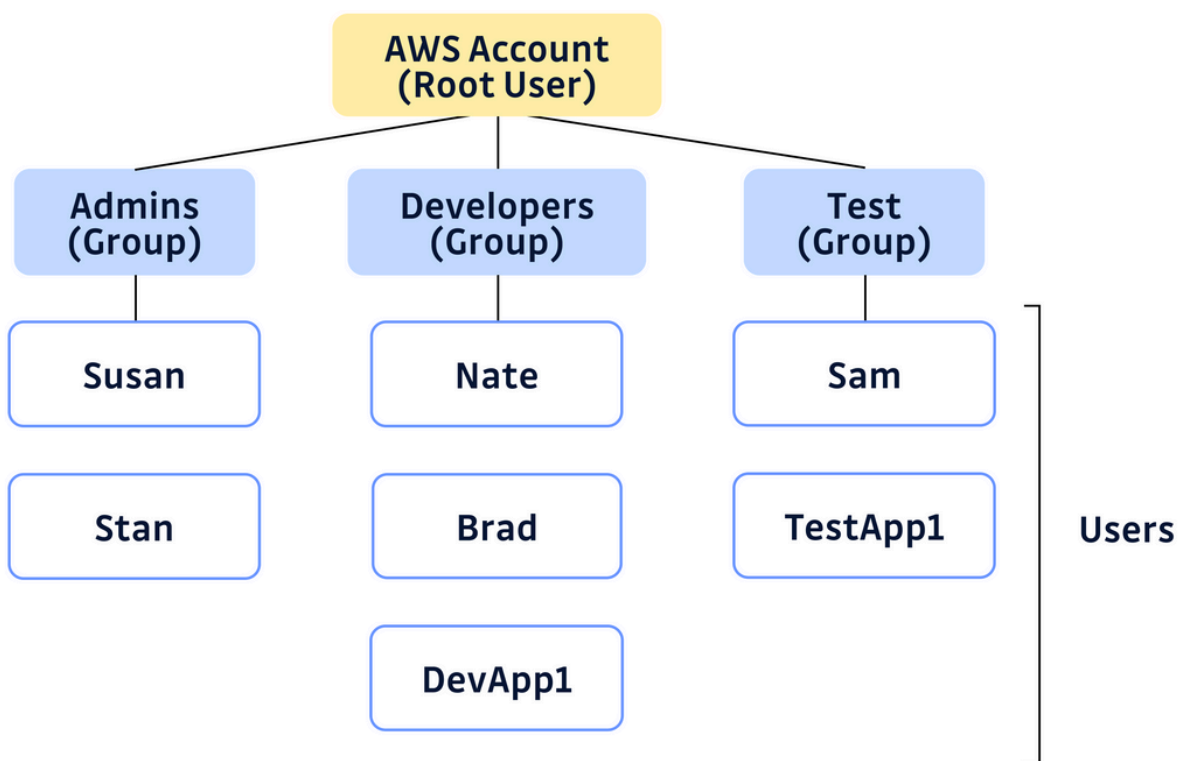 AWS Account
(Root User)
Admins
(Group)
Developers
(Group)
Test
(Group)
Susan
Nate
Sam
Stan
Brad
TestApp1
Users
DevApp1